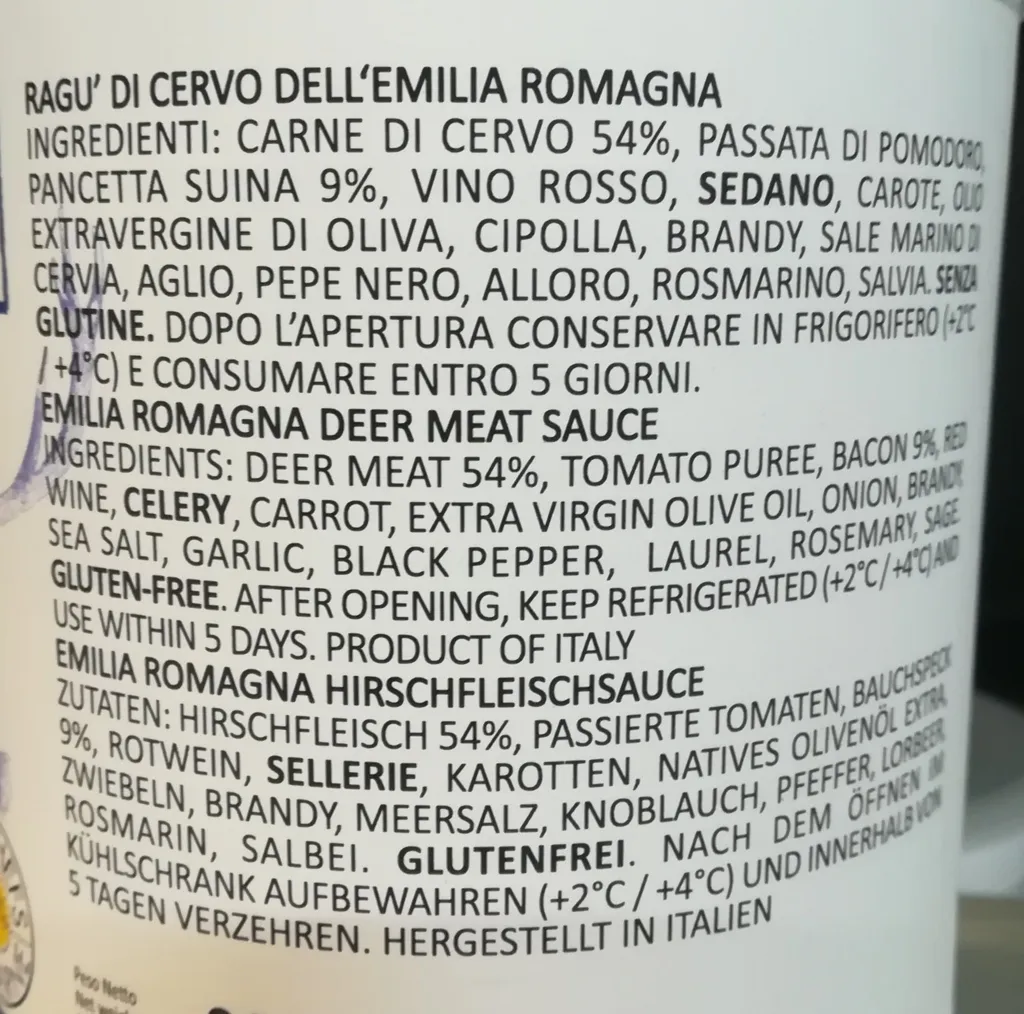 RAGU' DI CERVO DELL'EMILIA ROMAGNA
INGREDIENTI: CARNE DI CERVO 54%, PASSATA DI POMODORO,
PANCETTA SUINA 9%, VINO ROSSO, SEDANO, CAROTE, OLIO
EXTRAVERGINE DI OLIVA, CIPOLLA, BRANDY, SALE MARINO DI
CERVIA, AGLIO, PEPE NERO, ALLORO, ROSMARINO, SALVIA. SENZA
GLUTINE. DOPO L'APERTURA CONSERVARE IN FRIGORIFERO (+2°C
/ +4°C) E CONSUMARE ENTRO 5 GIORNI.
EMILIA ROMAGNA DEER MEAT SAUCE
INGREDIENTS: DEER MEAT 54%, TOMATO PUREE, BACON 9%, RED
WINE, CELERY, CARROT, EXTRA VIRGIN OLIVE OIL, ONION, BRANDY,
SEA SALT, GARLIC, BLACK PEPPER, LAUREL, ROSEMARY, SAGE.
GLUTEN-FREE. AFTER OPENING, KEEP REFRIGERATED (+2°C/+4°C) AND
USE WITHIN 5 DAYS. PRODUCT OF ITALY
EMILIA ROMAGNA HIRSCHFLEISCHSAUCE
ZUTATEN: HIRSCHFLEISCH 54%, PASSIERTE TOMATEN, BAUCHSPECK
9%, ROTWEIN, SELLERIE, KAROTTEN, NATIVES OLIVENÖL EXTRA,
ZWIEBELN, BRANDY, MEERSALZ, KNOBLAUCH, PFEFFER, LORBEER,
ROSMARIN, SALBEI. GLUTENFREI. NACH DEM ÖFFNEN IM
KÜHLSCHRANK AUFBEWAHREN (+2°C / +4°C) UND INNERHALB VON
5 TAGEN VERZEHREN. HERGESTELLT IN ITALIEN
Peso Netto
Net